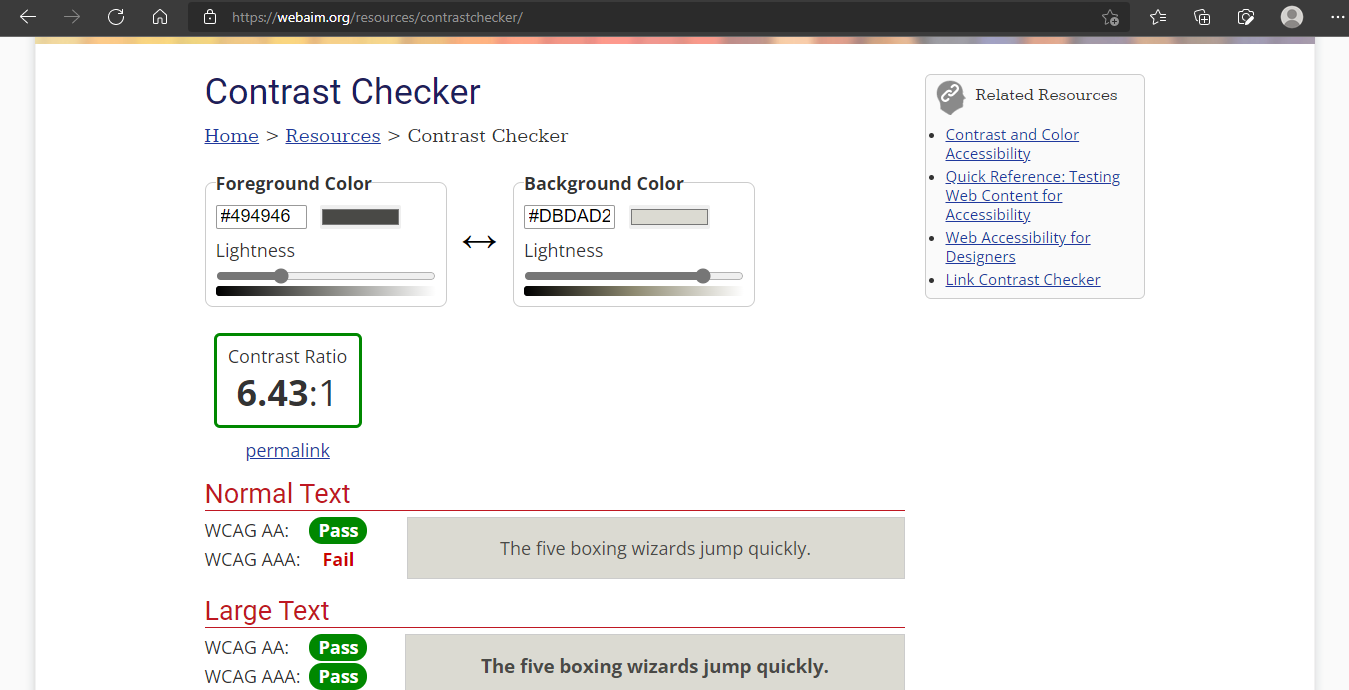 https://webaim.org/resources/contrastchecker/
Contrast Checker
Home > Resources > Contrast Checker
Foreground Color
#494946
Lightness
Background Color
#DBDAD2
Lightness
Contrast Ratio
6.43:1
permalink
Normal Text
WCAG AA: Pass
WCAG AAA: Fail
The five boxing wizards jump quickly.
Large Text
WCAG AA: Pass
WCAG AAA: Pass
The five boxing wizards jump quickly.
Related Resources
Contrast and Color
Accessibility
Quick Reference: Testing
Web Content for
Accessibility
Web Accessibility for
Designers
Link Contrast Checker